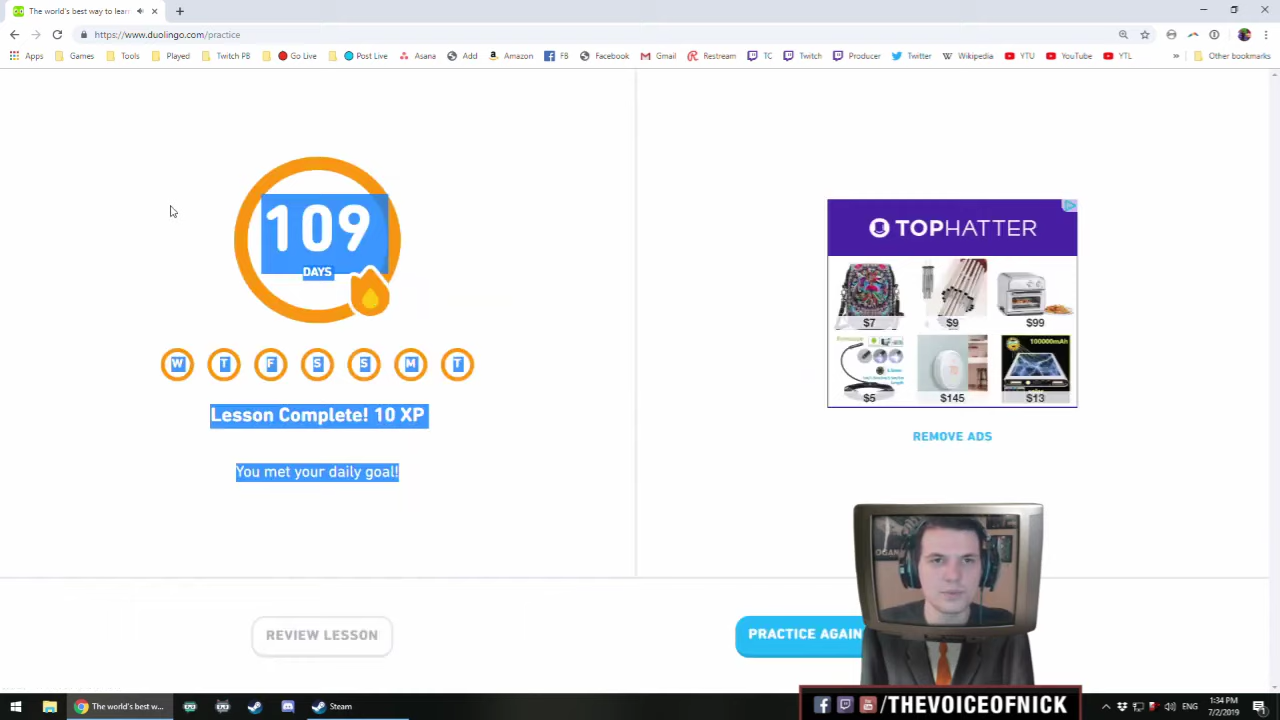 The world's best way to lear
https://www.duolingo.com/practice
Apps Games Tools Played Twitch PB Go Live Post Live Asana Add Amazon FB Facebook Gmail Restream TC Twitch Producer Twitter Wikipedia YTU YouTube YTL » Other bookmarks
109
DAYS
W T F S S M T
Lesson Complete! 10 XP
You met your daily goal!
TOPHATTER
$7 $9 $99
100000mAh
$5 $145 $13
REMOVE ADS
OGAN
REVIEW LESSON
PRACTICE AGAIN
/THEVOICEOFNICK
The world's best w...
Steam
ENG
1:34 PM
7/2/2019